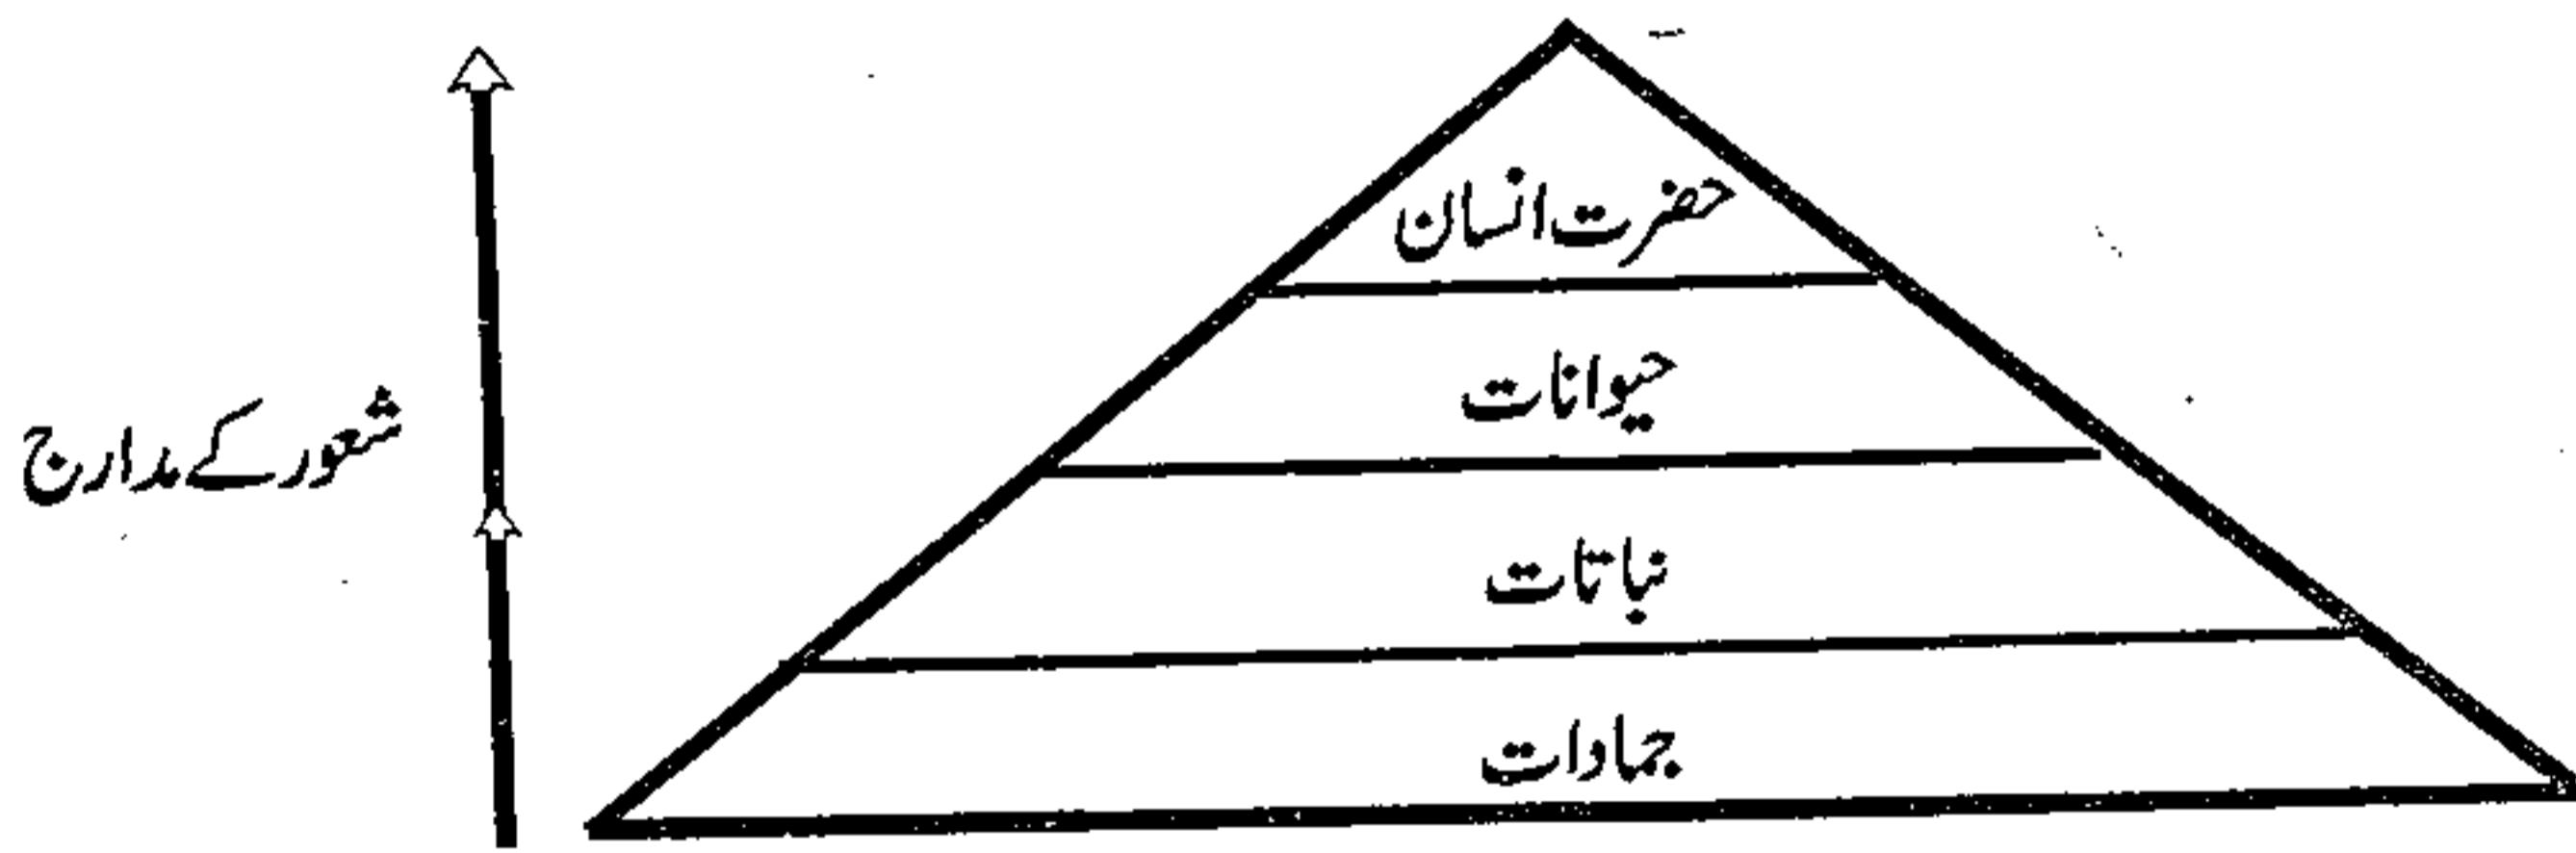 حضرت انسان
حیوانات
شعور کے مدارج
نباتات
جمادات